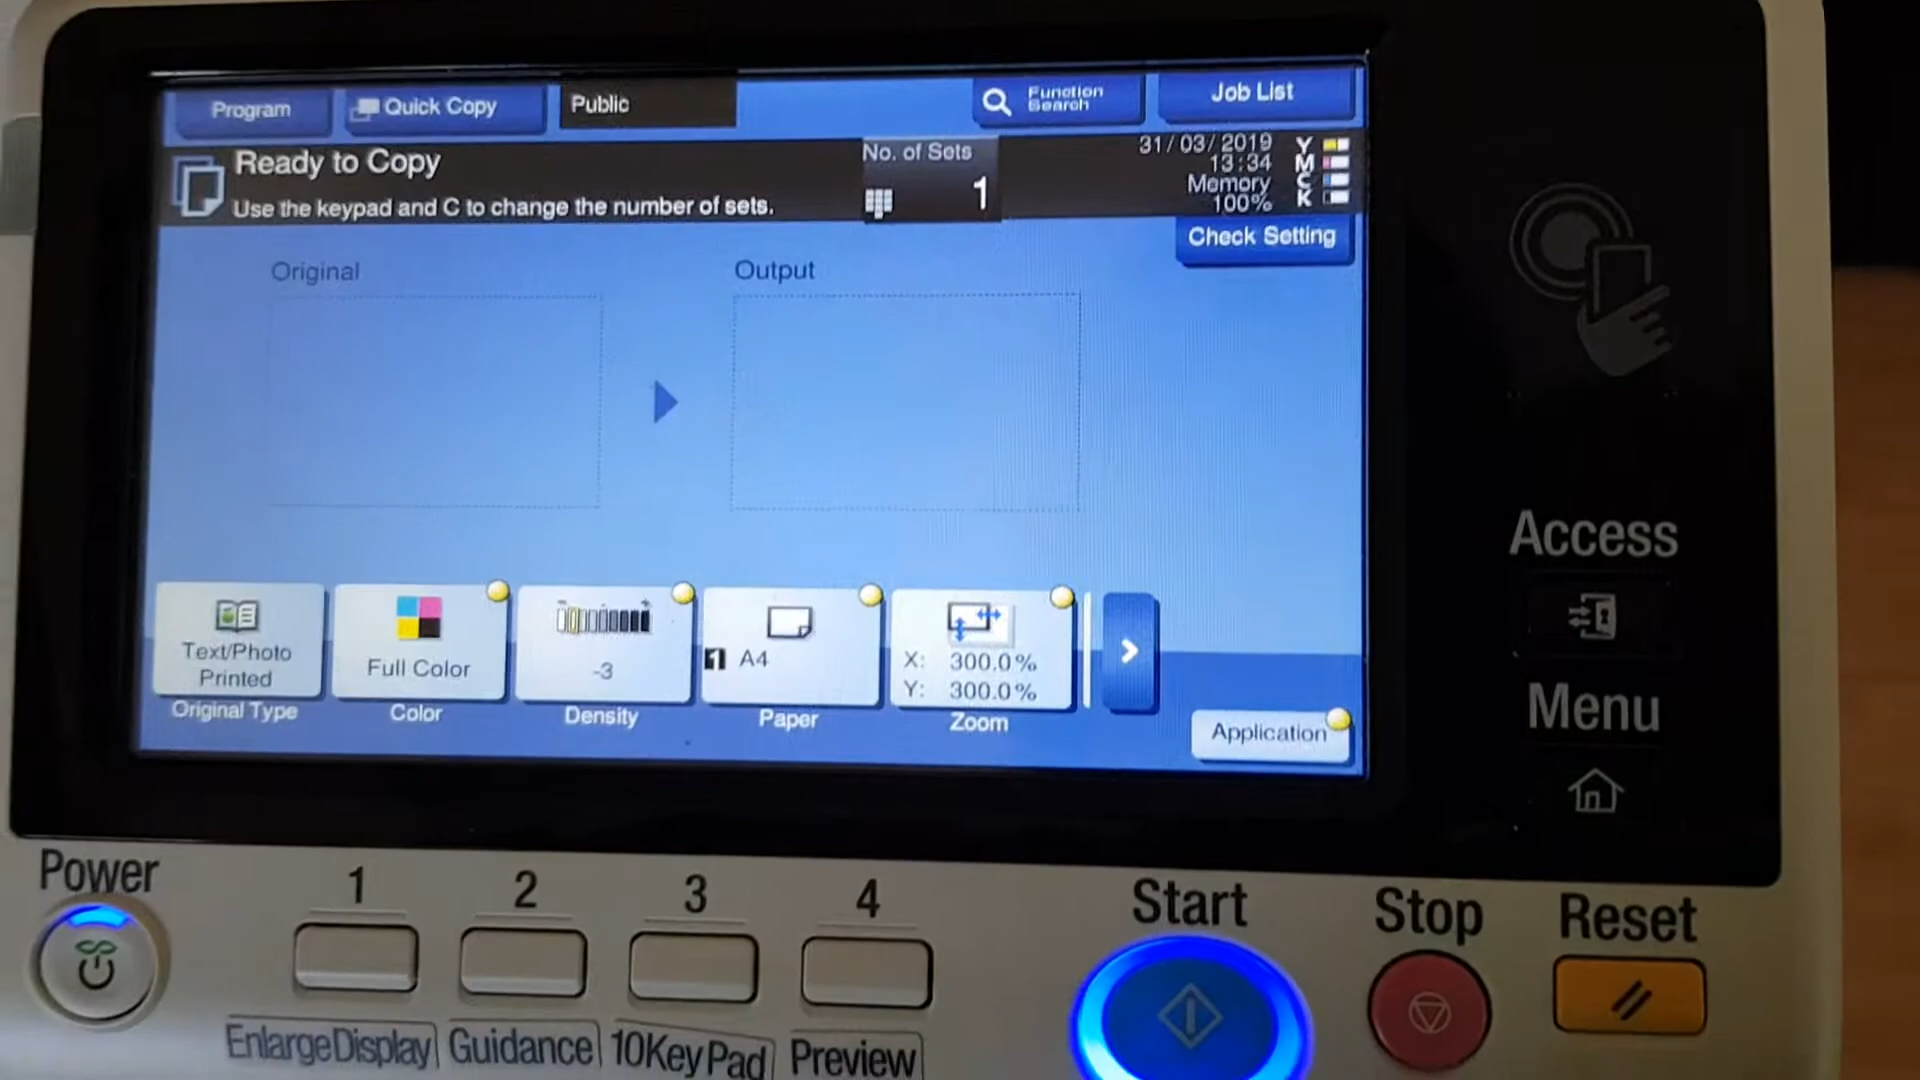 Program
Quick Copy
Public
Function
Search
Job List
Ready to Copy
Use the keypad and C to change the number of sets.
No. of Sets
1
31/03/2019
13:34
Memory
100%
Y
M
C
K
Check Setting
Original
Output
Text/Photo
Printed
Original Type
Full Color
Color
- +
-3
Density
1 A4
Paper
X: 300.0%
Y: 300.0%
Zoom
Application
Access
Menu
Power
1
2
3
4
Start
Stop
Reset
EnlargeDisplay
Guidance
10KeyPad
Preview